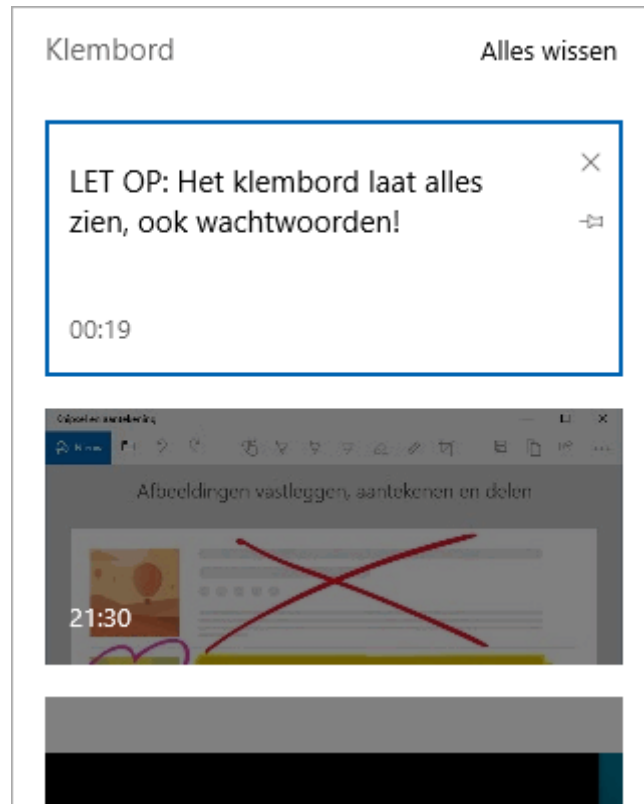 Klembord
Alles wissen
LET OP: Het klembord laat alles
zien, ook wachtwoorden!
00:19
Afbeeldingen vastleggen, aantekenen en delen
21:30